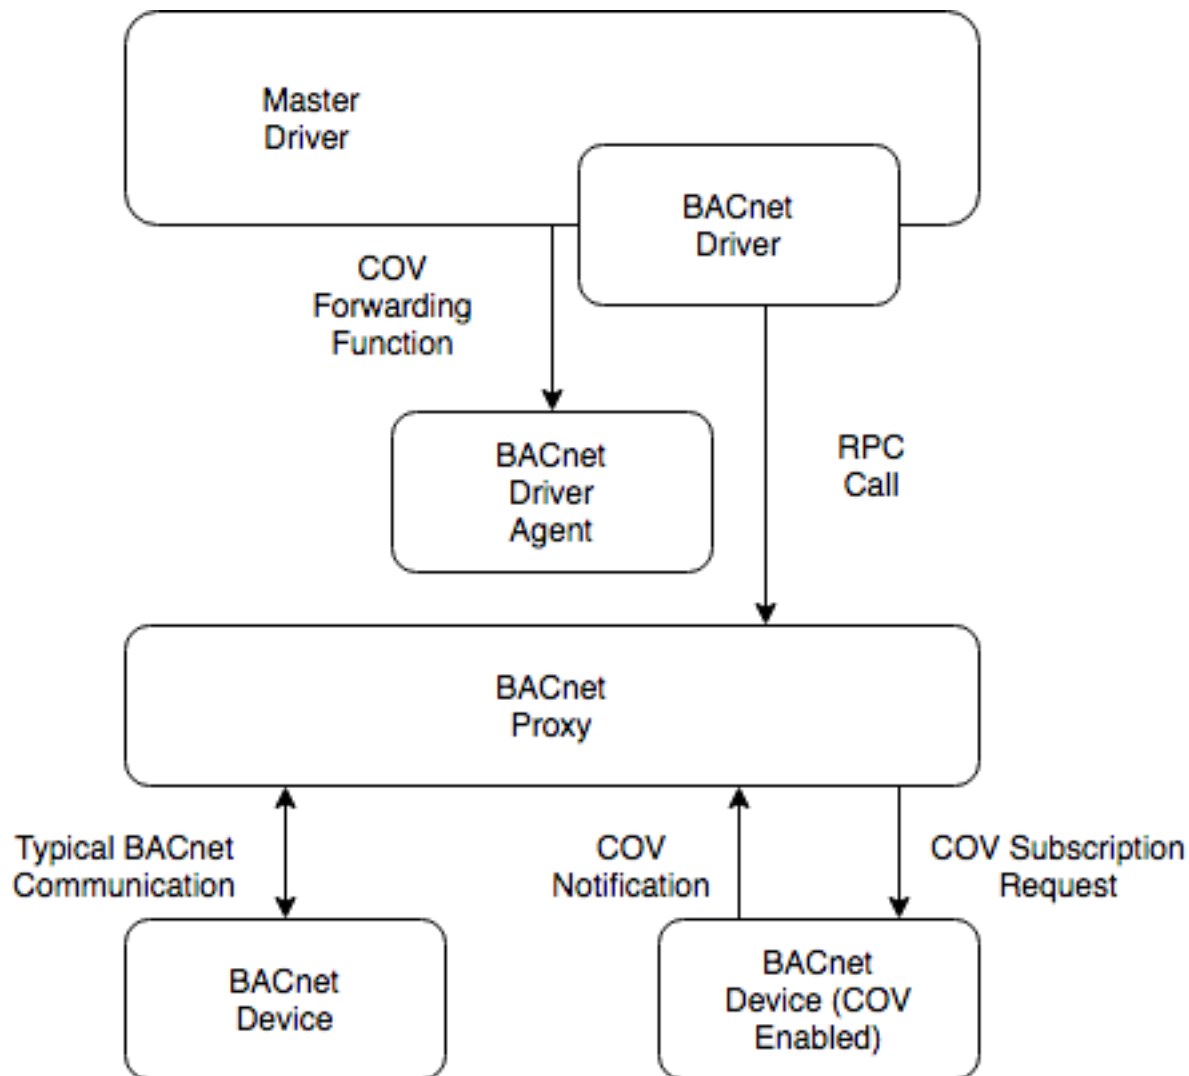 Master
Driver
BACnet
Driver
COV
Forwarding
Function
BACnet
Driver
Agent
RPC
Call
BACnet
Proxy
Typical BACnet
Communication
COV
Notification
COV Subscription
Request
BACnet
Device
BACnet
Device (COV
Enabled)